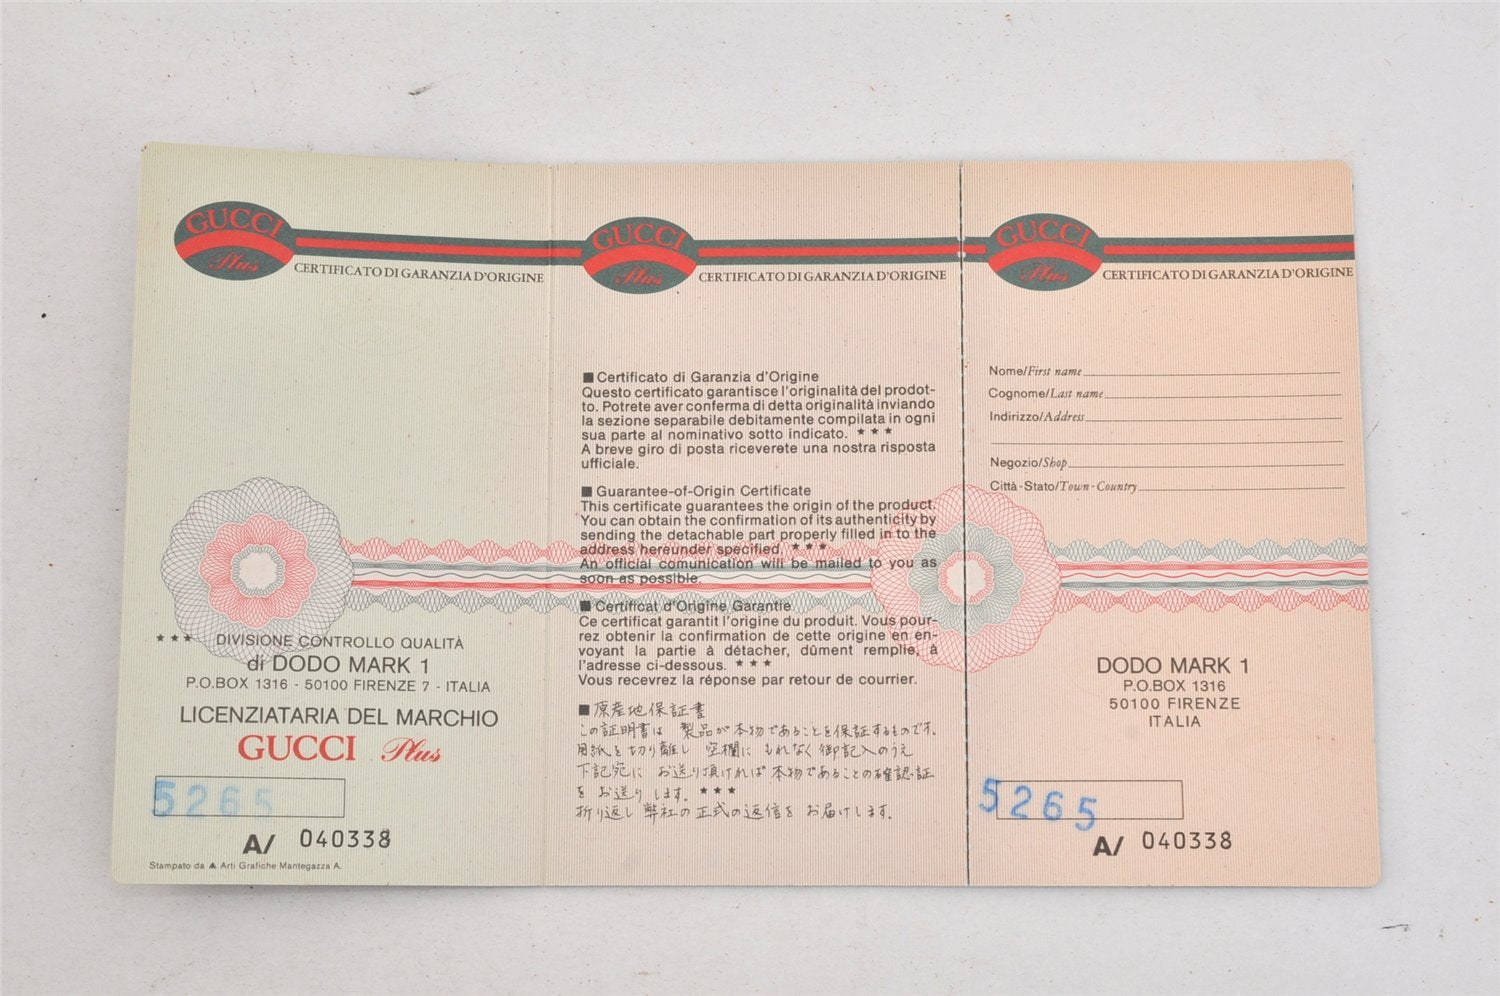 GUCCI
Plus
CERTIFICATO DI GARANZIA D'ORIGINE
*** DIVISIONE CONTROLLO QUALITÀ
di DODO MARK 1
P.O.BOX 1316 - 50100 FIRENZE 7 - ITALIA
LICENZIATARIA DEL MARCHIO
GUCCI Plus
5265
A/ 040338
Stampato da Arti Grafiche Mantegazza A.
GUCCI
Plus
CERTIFICATO DI GARANZIA D'ORIGINE
■ Certificato di Garanzia d'Origine
Questo certificato garantisce l'originalità del prodot-
to. Potrete aver conferma di detta originalità inviando
la sezione separabile debitamente compilata in ogni
sua parte al nominativo sotto indicato. ***
A breve giro di posta riceverete una nostra risposta
ufficiale.
■ Guarantee-of-Origin Certificate
This certificate guarantees the origin of the product.
You can obtain the confirmation of its authenticity by
sending the detachable part properly filled in to the
address hereunder specified. ***
An official comunication will be mailed to you as
soon as possible.
■ Certificat d'Origine Garantie
Ce certificat garantit l'origine du produit. Vous pour-
rez obtenir la confirmation de cette origine en en-
voyant la partie à détacher, dûment remplie, à
l'adresse ci-dessous. ***
Vous recevrez la réponse par retour de courrier.
■ 原産地保証書
この証明書は 製品が本物であることを保証するものです.
用紙を切り離し 空欄に もれなく御記入のうえ
下記宛に お送り頂ければ 本物であることの確認証
を お送り します. ***
折り返し 弊社の正式の返信を お届けします.
GUCCI
Plus
CERTIFICATO DI GARANZIA D'ORIGINE
Nome/First name
Cognome/Last name
Indirizzo/Address
Negozio/Shop
Città-Stato/Town-Country
DODO MARK 1
P.O.BOX 1316
50100 FIRENZE
ITALIA
5265
A/ 040338